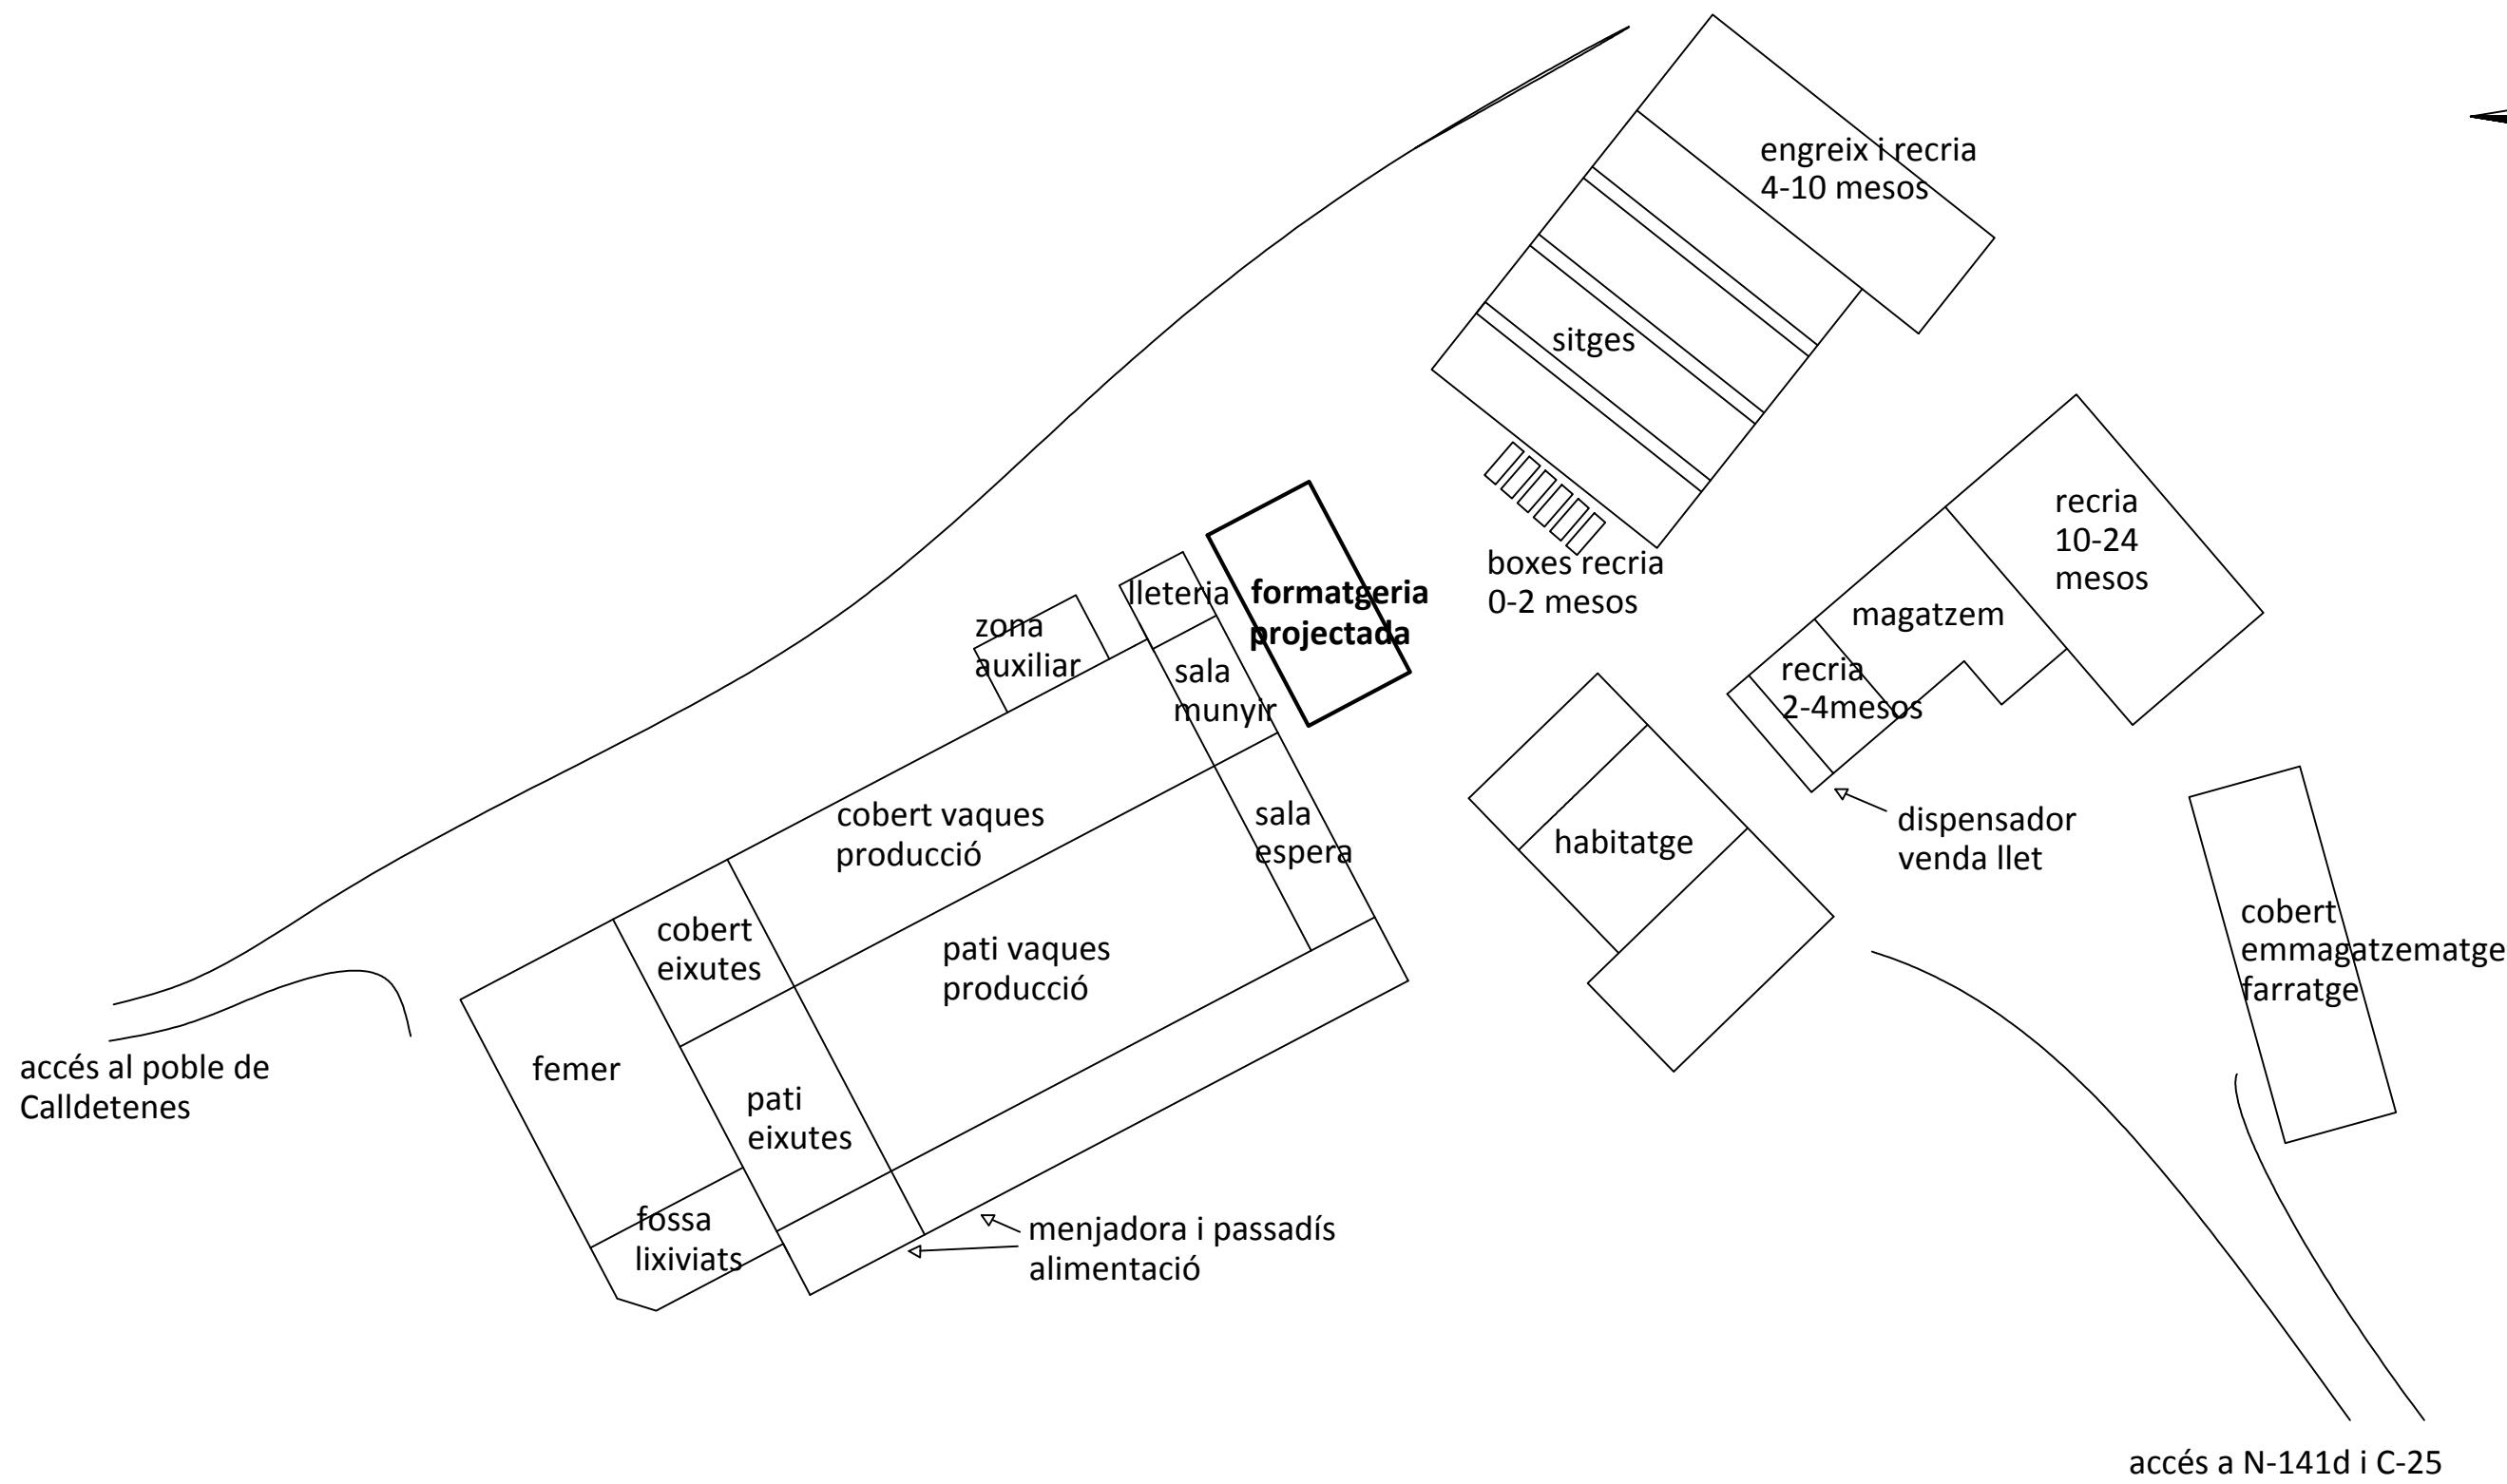 engreix i recria
4-10 mesos
sitges
recria
10-24
mesos
boxes recria
0-2 mesos
lleteria
formatgeria
projectada
magatzem
zona
auxiliar
sala
munyir
recria
2-4mesos
cobert vaques
producció
sala
espera
habitatge
dispensador
venda llet
cobert
eixutes
pati vaques
producció
cobert
emmagatzematge
farratge
femer
accés al poble de
Calldetenes
pati
eixutes
fossa
lixiviats
menjadora i passadís
alimentació
accés a N-141d i C-25